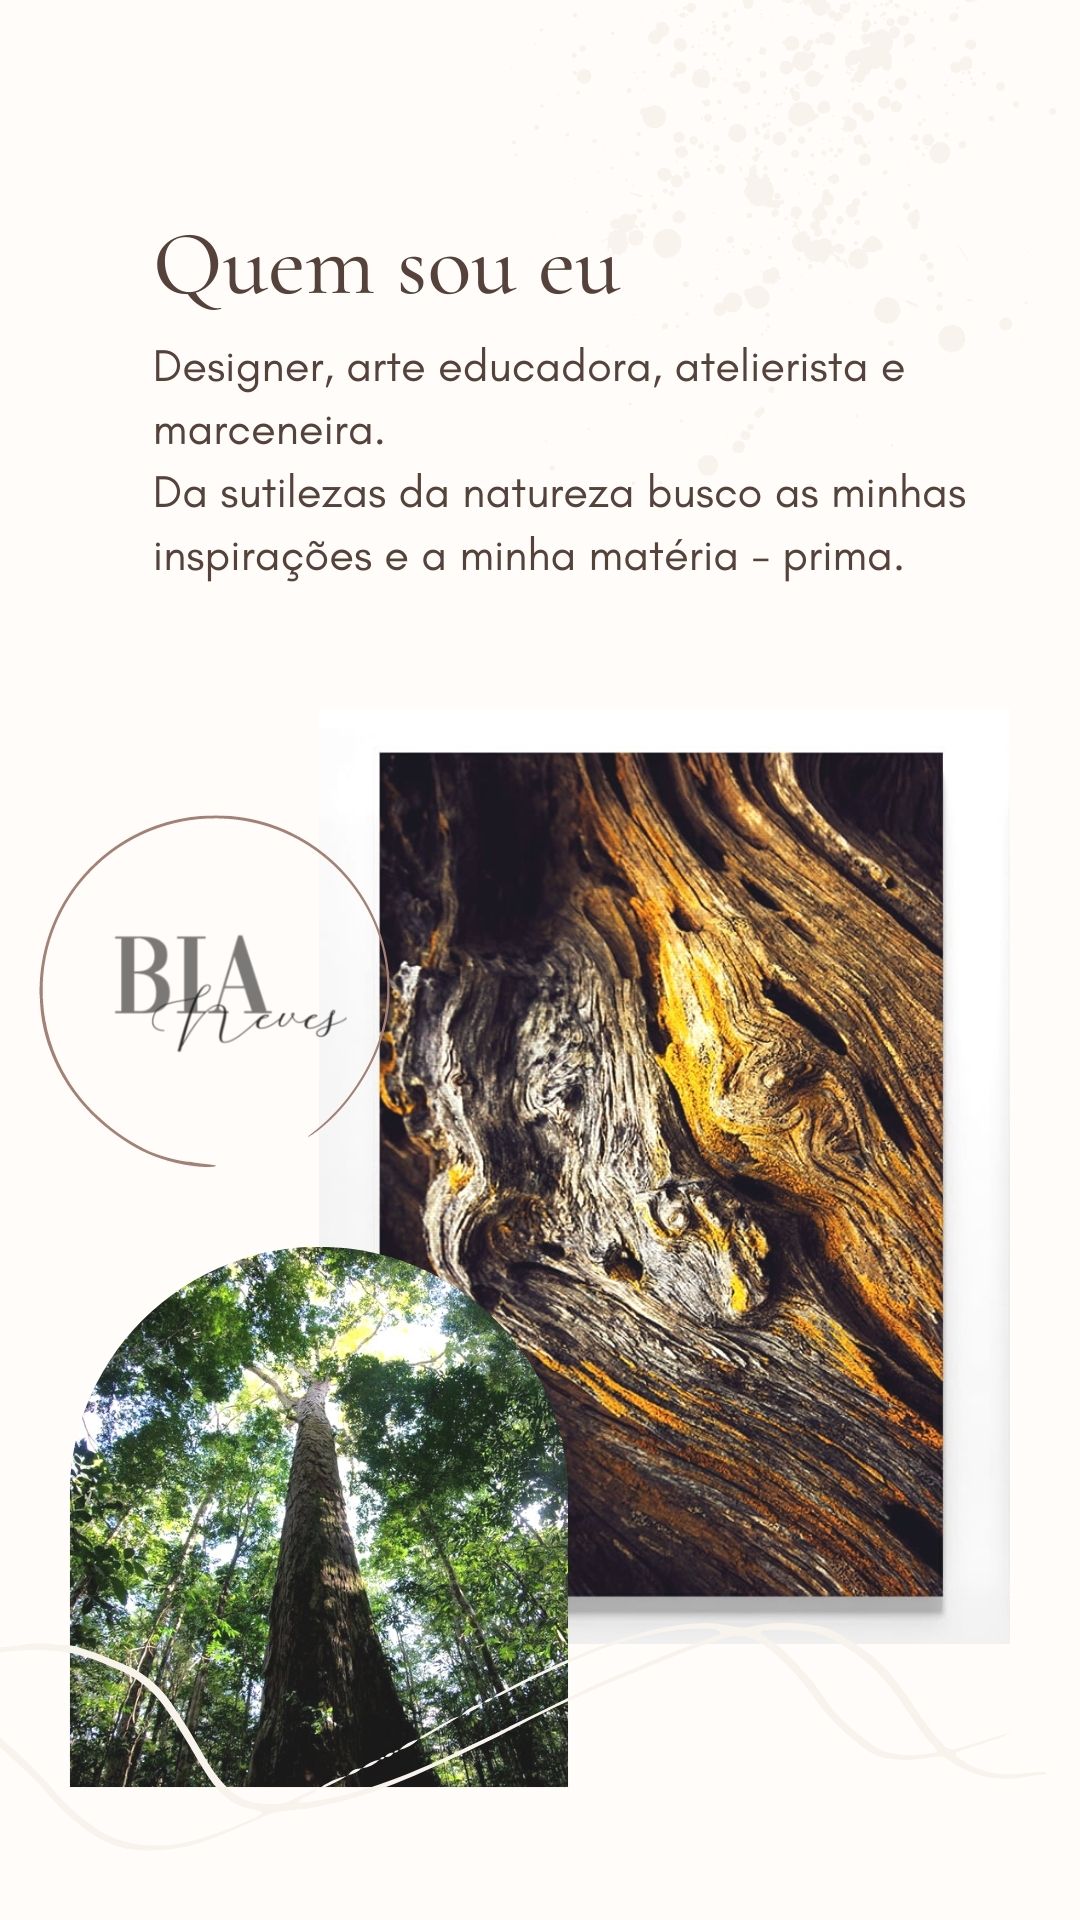 Quem sou eu
Designer, arte educadora, atelierista e
marceneira.
Da sutilezas da natureza busco as minhas
inspirações e a minha matéria - prima.
BIA
Neves